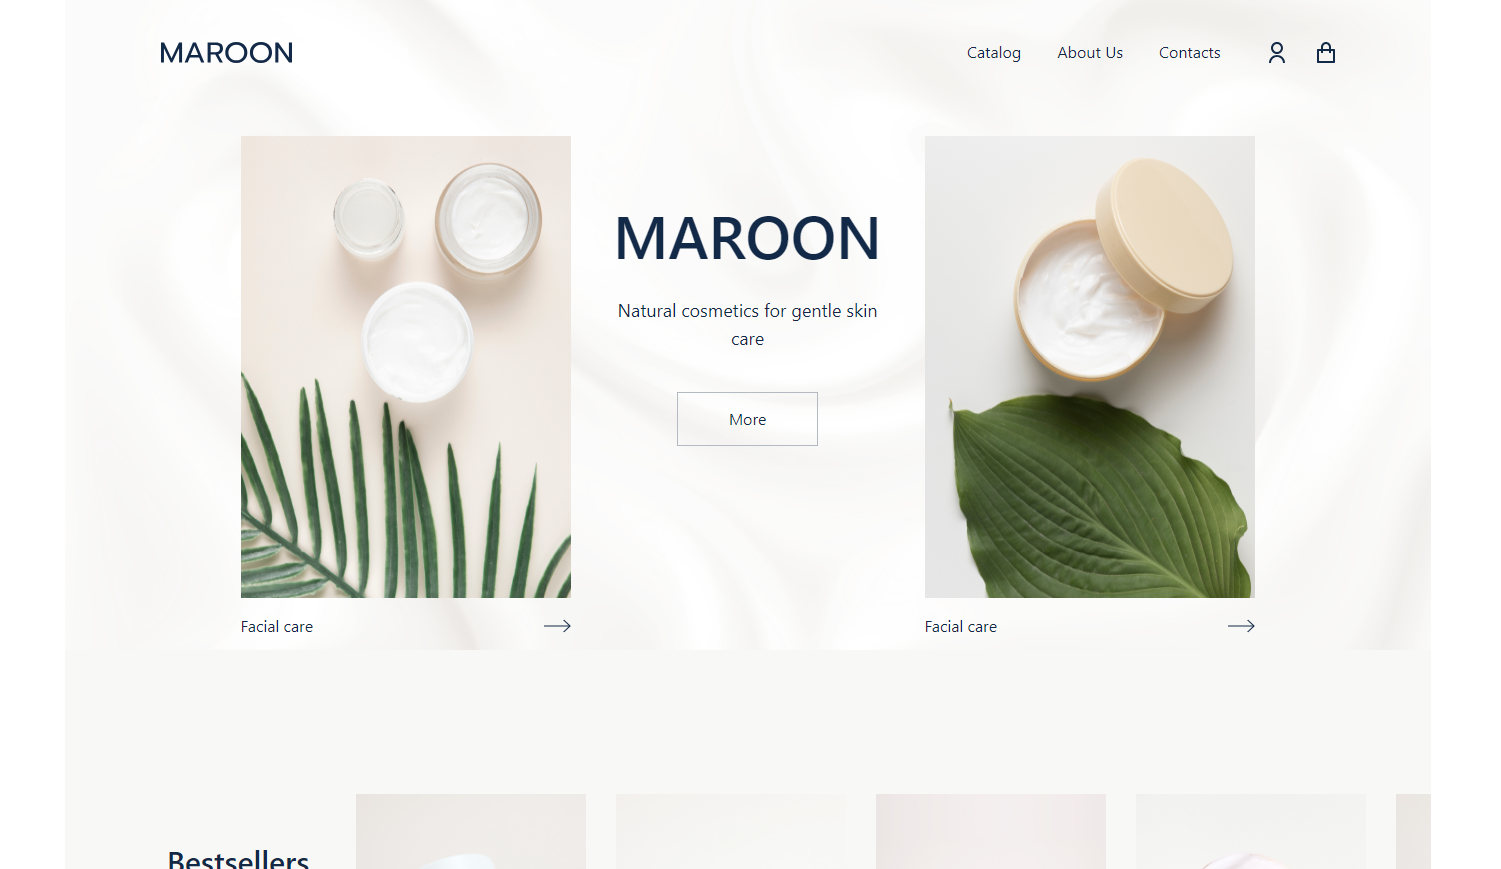 MAROON
Catalog
About Us
Contacts
MAROON
Natural cosmetics for gentle skin
care
More
Facial care
Facial care
Bestsellers